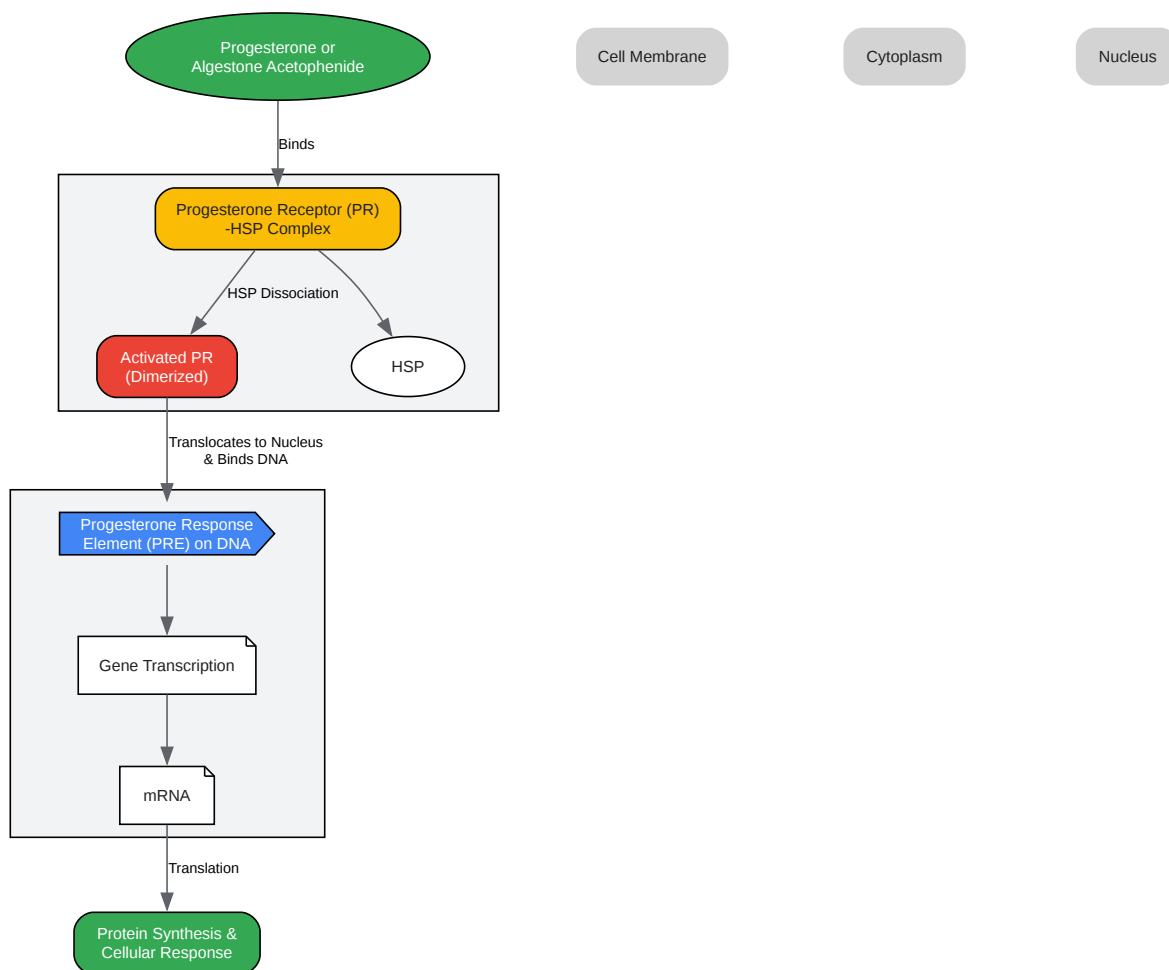 Progesterone or
Algestone Acetophenide
Cell Membrane
Cytoplasm
Nucleus
Binds
Progesterone Receptor (PR)
-HSP Complex
HSP Dissociation
Activated PR
(Dimerized)
HSP
Translocates to Nucleus
& Binds DNA
Progesterone Response
Element (PRE) on DNA
Gene Transcription
mRNA
Translation
Protein Synthesis &
Cellular Response